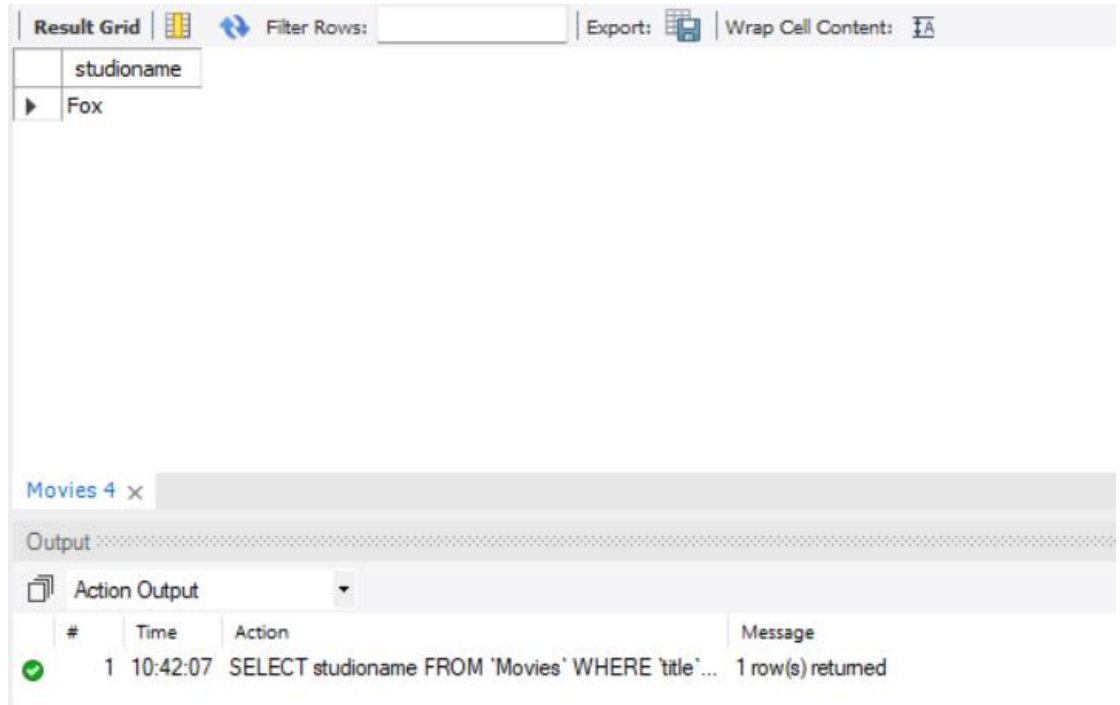 Result Grid Filter Rows: Export: Wrap Cell Content: IA
studioname
Fox
Movies 4
Output
Action Output
# Time Action Message
1 10:42:07 SELECT studioname FROM `Movies` WHERE `title`... 1 row(s) returned